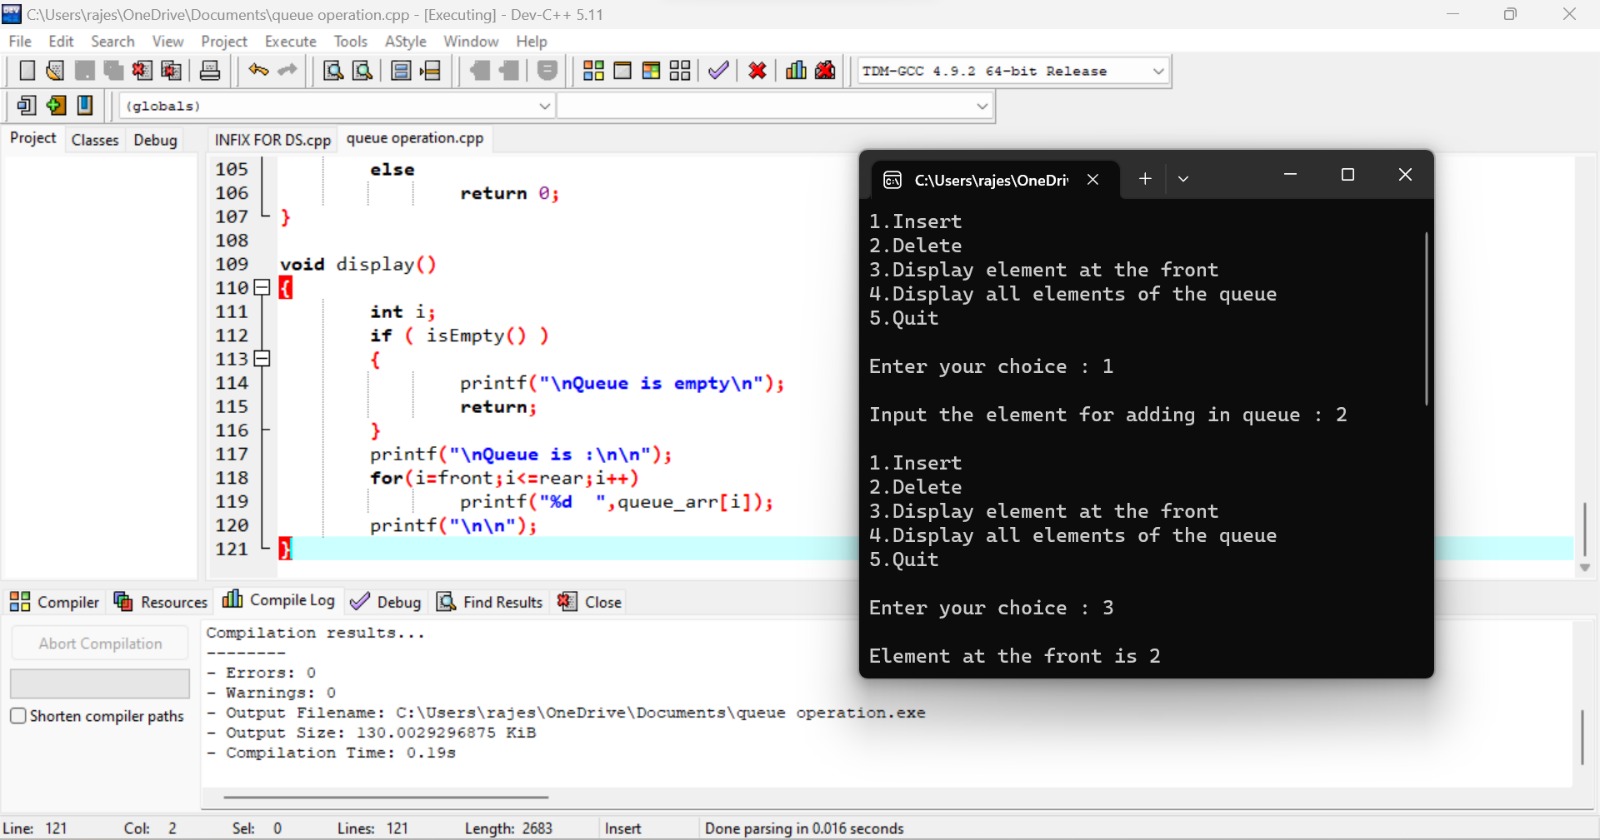 C:\Users\rajes\OneDrive\Documents\queue operation.cpp - [Executing] - Dev-C++ 5.11
File Edit Search View Project Execute Tools AStyle Window Help
TDM-GCC 4.9.2 64-bit Release
(globals)
Project Classes Debug
INFIX FOR DS.cpp queue operation.cpp
105 else
106 return 0;
107 }
108
109 void display()
110 {
111 int i;
112 if ( isEmpty() )
113 {
114 printf("\nQueue is empty\n");
115 return;
116 }
117 printf("\nQueue is :\n\n");
118 for(i=front;i<=rear;i++)
119 printf("%d  ",queue_arr[i]);
120 printf("\n\n");
121 }
C:\Users\rajes\OneDri
1.Insert
2.Delete
3.Display element at the front
4.Display all elements of the queue
5.Quit
Enter your choice : 1
Input the element for adding in queue : 2
1.Insert
2.Delete
3.Display element at the front
4.Display all elements of the queue
5.Quit
Enter your choice : 3
Element at the front is 2
Compiler Resources Compile Log Debug Find Results Close
Abort Compilation
Shorten compiler paths
Compilation results...
--------
- Errors: 0
- Warnings: 0
- Output Filename: C:\Users\rajes\OneDrive\Documents\queue operation.exe
- Output Size: 130.0029296875 KiB
- Compilation Time: 0.19s
Line: 121 Col: 2 Sel: 0 Lines: 121 Length: 2683 Insert Done parsing in 0.016 seconds